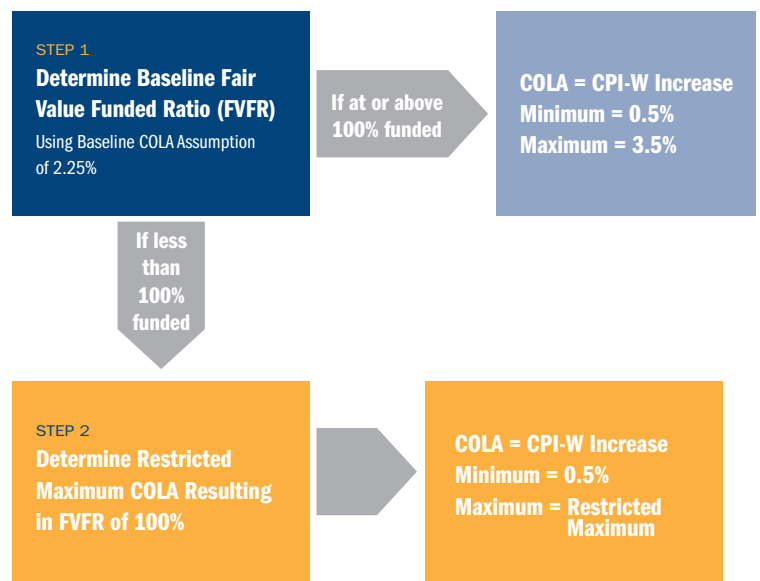 STEP 1
Determine Baseline Fair
Value Funded Ratio (FVFR)
Using Baseline COLA Assumption
of 2.25%
If at or above
100% funded
COLA = CPI-W Increase
Minimum = 0.5%
Maximum = 3.5%
If less
than
100%
funded
STEP 2
Determine Restricted
Maximum COLA Resulting
in FVFR of 100%
COLA = CPI-W Increase
Minimum = 0.5%
Maximum = Restricted
Maximum